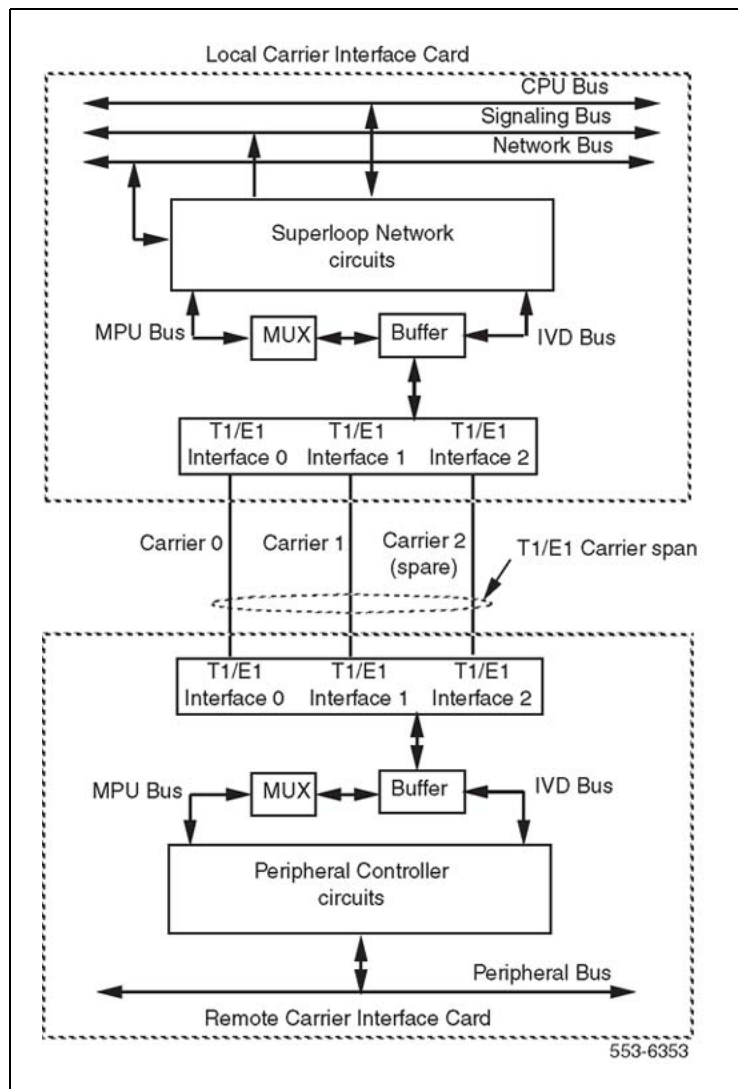 Local Carrier Interface Card
CPU Bus
Signaling Bus
Network Bus
Superloop Network
circuits
MPU Bus
MUX
Buffer
IVD Bus
T1/E1
Interface 0
T1/E1
Interface 1
T1/E1
Interface 2
Carrier 0
Carrier 1
Carrier 2
(spare)
T1/E1 Carrier span
T1/E1
Interface 0
T1/E1
Interface 1
T1/E1
Interface 2
MPU Bus
MUX
Buffer
IVD Bus
Peripheral Controller
circuits
Peripheral Bus
Remote Carrier Interface Card
553-6353